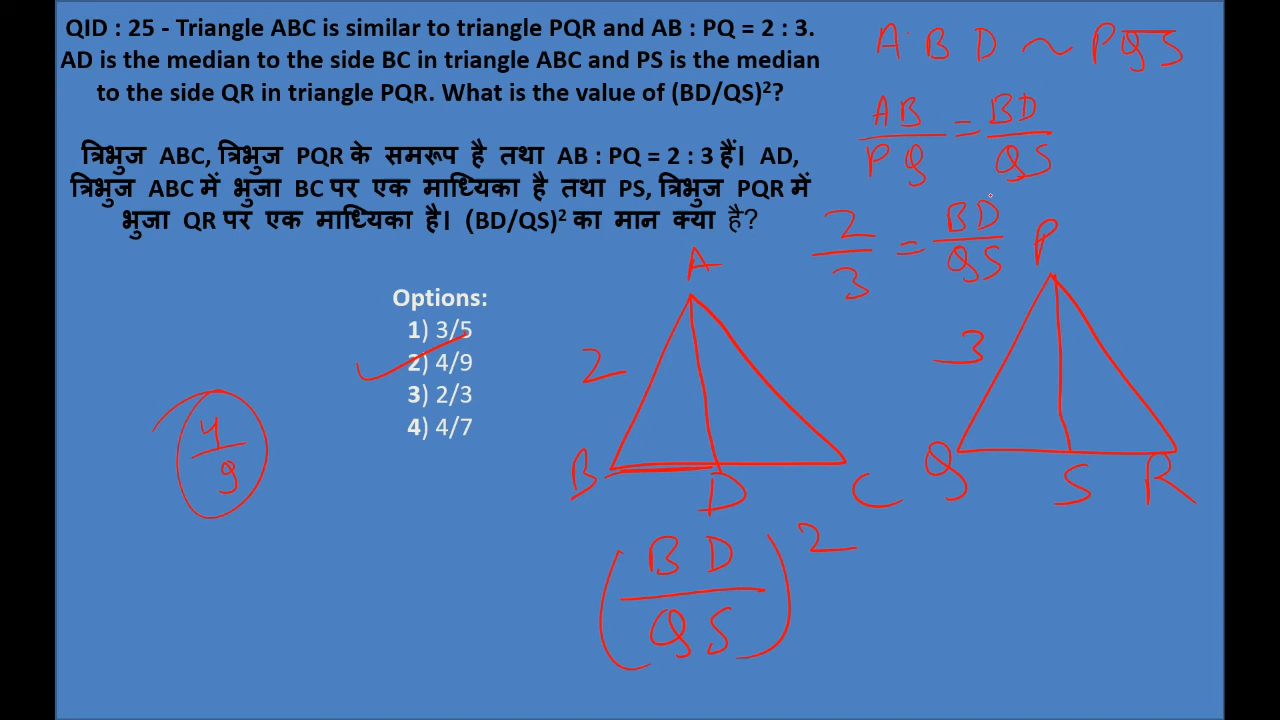 QID : 25 - Triangle ABC is similar to triangle PQR and AB : PQ = 2 : 3.
AD is the median to the side BC in triangle ABC and PS is the median
to the side QR in triangle PQR. What is the value of (BD/QS)²?
त्रिभुज ABC, त्रिभुज PQR के समरूप है तथा AB : PQ = 2 : 3 हैं। AD,
त्रिभुज ABC में भुजा BC पर एक माध्यिका है तथा PS, त्रिभुज PQR में
भुजा QR पर एक माध्यिका है। (BD/QS)² का मान क्या है?
Options:
1) 3/5
2) 4/9
3) 2/3
4) 4/7
A B D ~ PQS
AB/PQ = BD/QS
2/3 = BD/QS
A
2
B
D
C
P
3
Q
S
R
4/9
(BD/QS)²